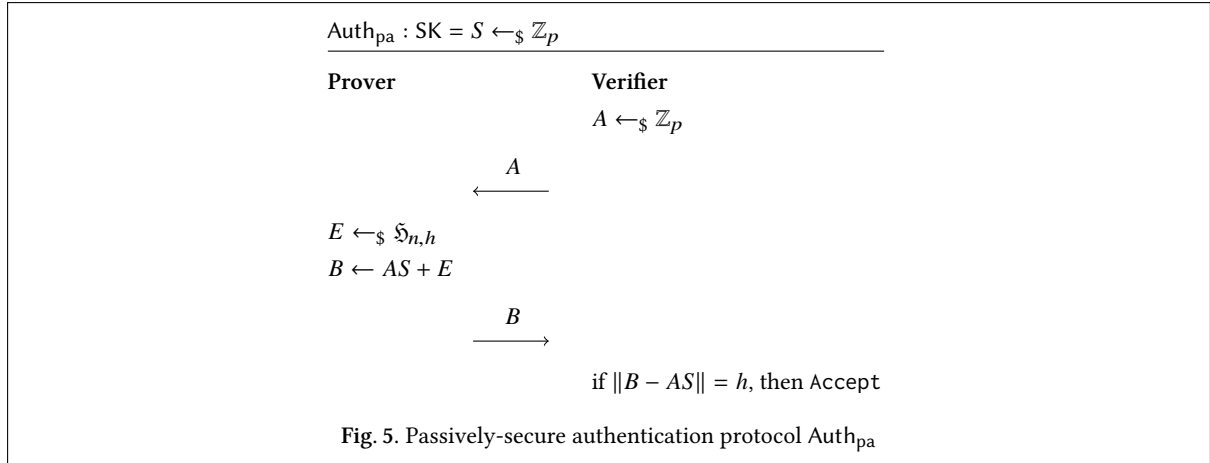 Auth_pa : SK = S ←$ ℤ_p
Prover Verifier
A ←$ ℤ_p
A
E ←$ ℌ_{n,h}
B ← AS + E
B
if ‖B − AS‖ = h, then Accept
Fig. 5. Passively-secure authentication protocol Auth_pa